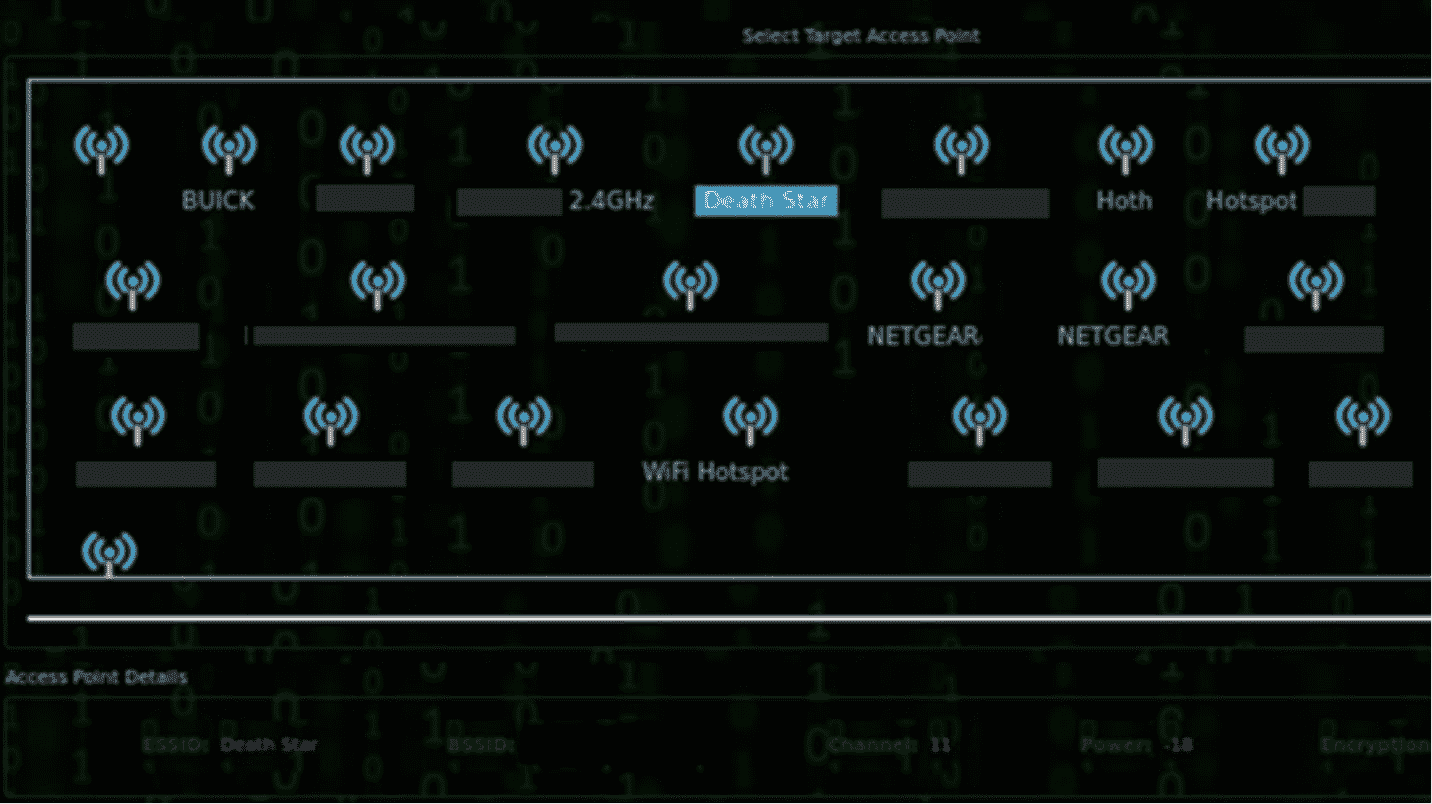 Select Target Access Point
BUICK 2.4GHz Death Star Hoth Hotspot
NETGEAR NETGEAR
WiFi Hotspot
Access Point Details
ESSID: Death Star BSSID: Channel: 11 Power: -18 Encryption